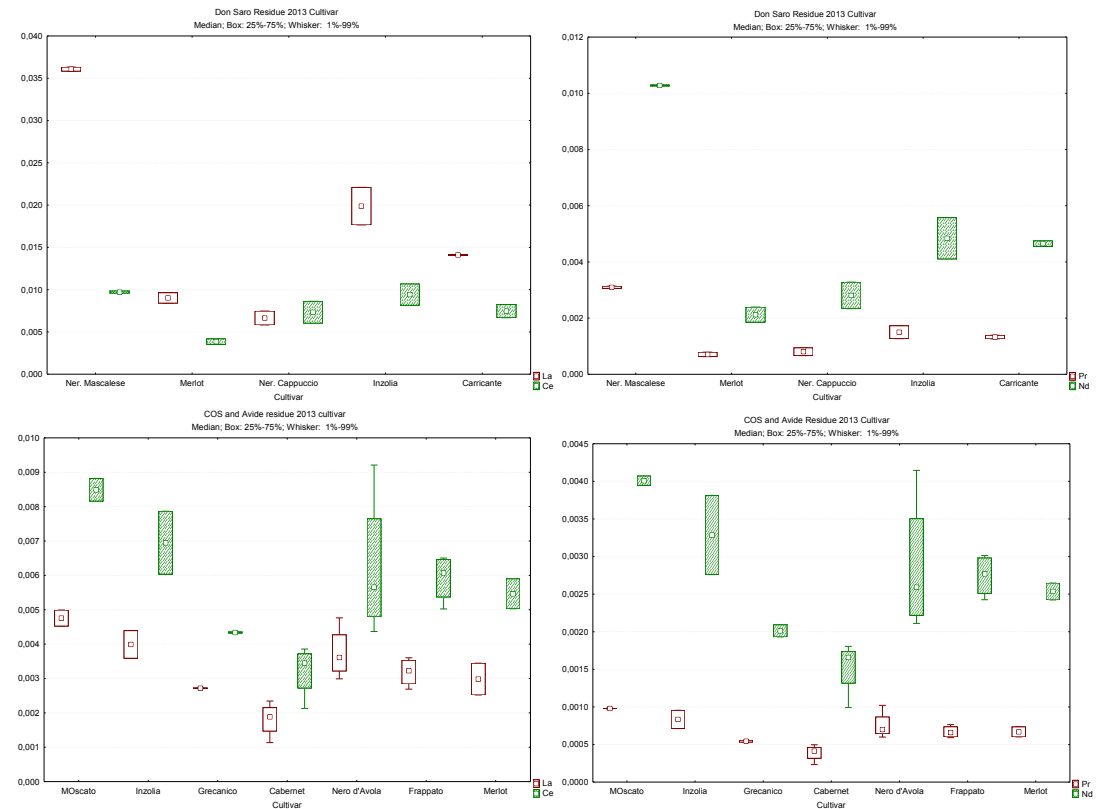 Don Saro Residue 2013 Cultivar
Median; Box: 25%-75%; Whisker: 1%-99%
0,040
0,035
0,030
0,025
0,020
0,015
0,010
0,005
0,000
Ner. Mascalese Merlot Ner. Cappuccio Inzolia Carricante
Cultivar
La
Ce
Don Saro Residue 2013 Cultivar
Median; Box: 25%-75%; Whisker: 1%-99%
0,012
0,010
0,008
0,006
0,004
0,002
0,000
Ner. Mascalese Merlot Ner. Cappuccio Inzolia Carricante
Cultivar
Pr
Nd
COS and Avide residue 2013 cultivar
Median; Box: 25%-75%; Whisker: 1%-99%
0,010
0,009
0,008
0,007
0,006
0,005
0,004
0,003
0,002
0,001
0,000
MOscato Inzolia Grecanico Cabernet Nero d'Avola Frappato Merlot
Cultivar
La
Ce
COS and Avide Residue 2013 Cultivar
Median; Box: 25%-75%; Whisker: 1%-99%
0,0045
0,0040
0,0035
0,0030
0,0025
0,0020
0,0015
0,0010
0,0005
0,0000
MOscato Inzolia Grecanico Cabernet Nero d'Avola Frappato Merlot
Cultivar
Pr
Nd